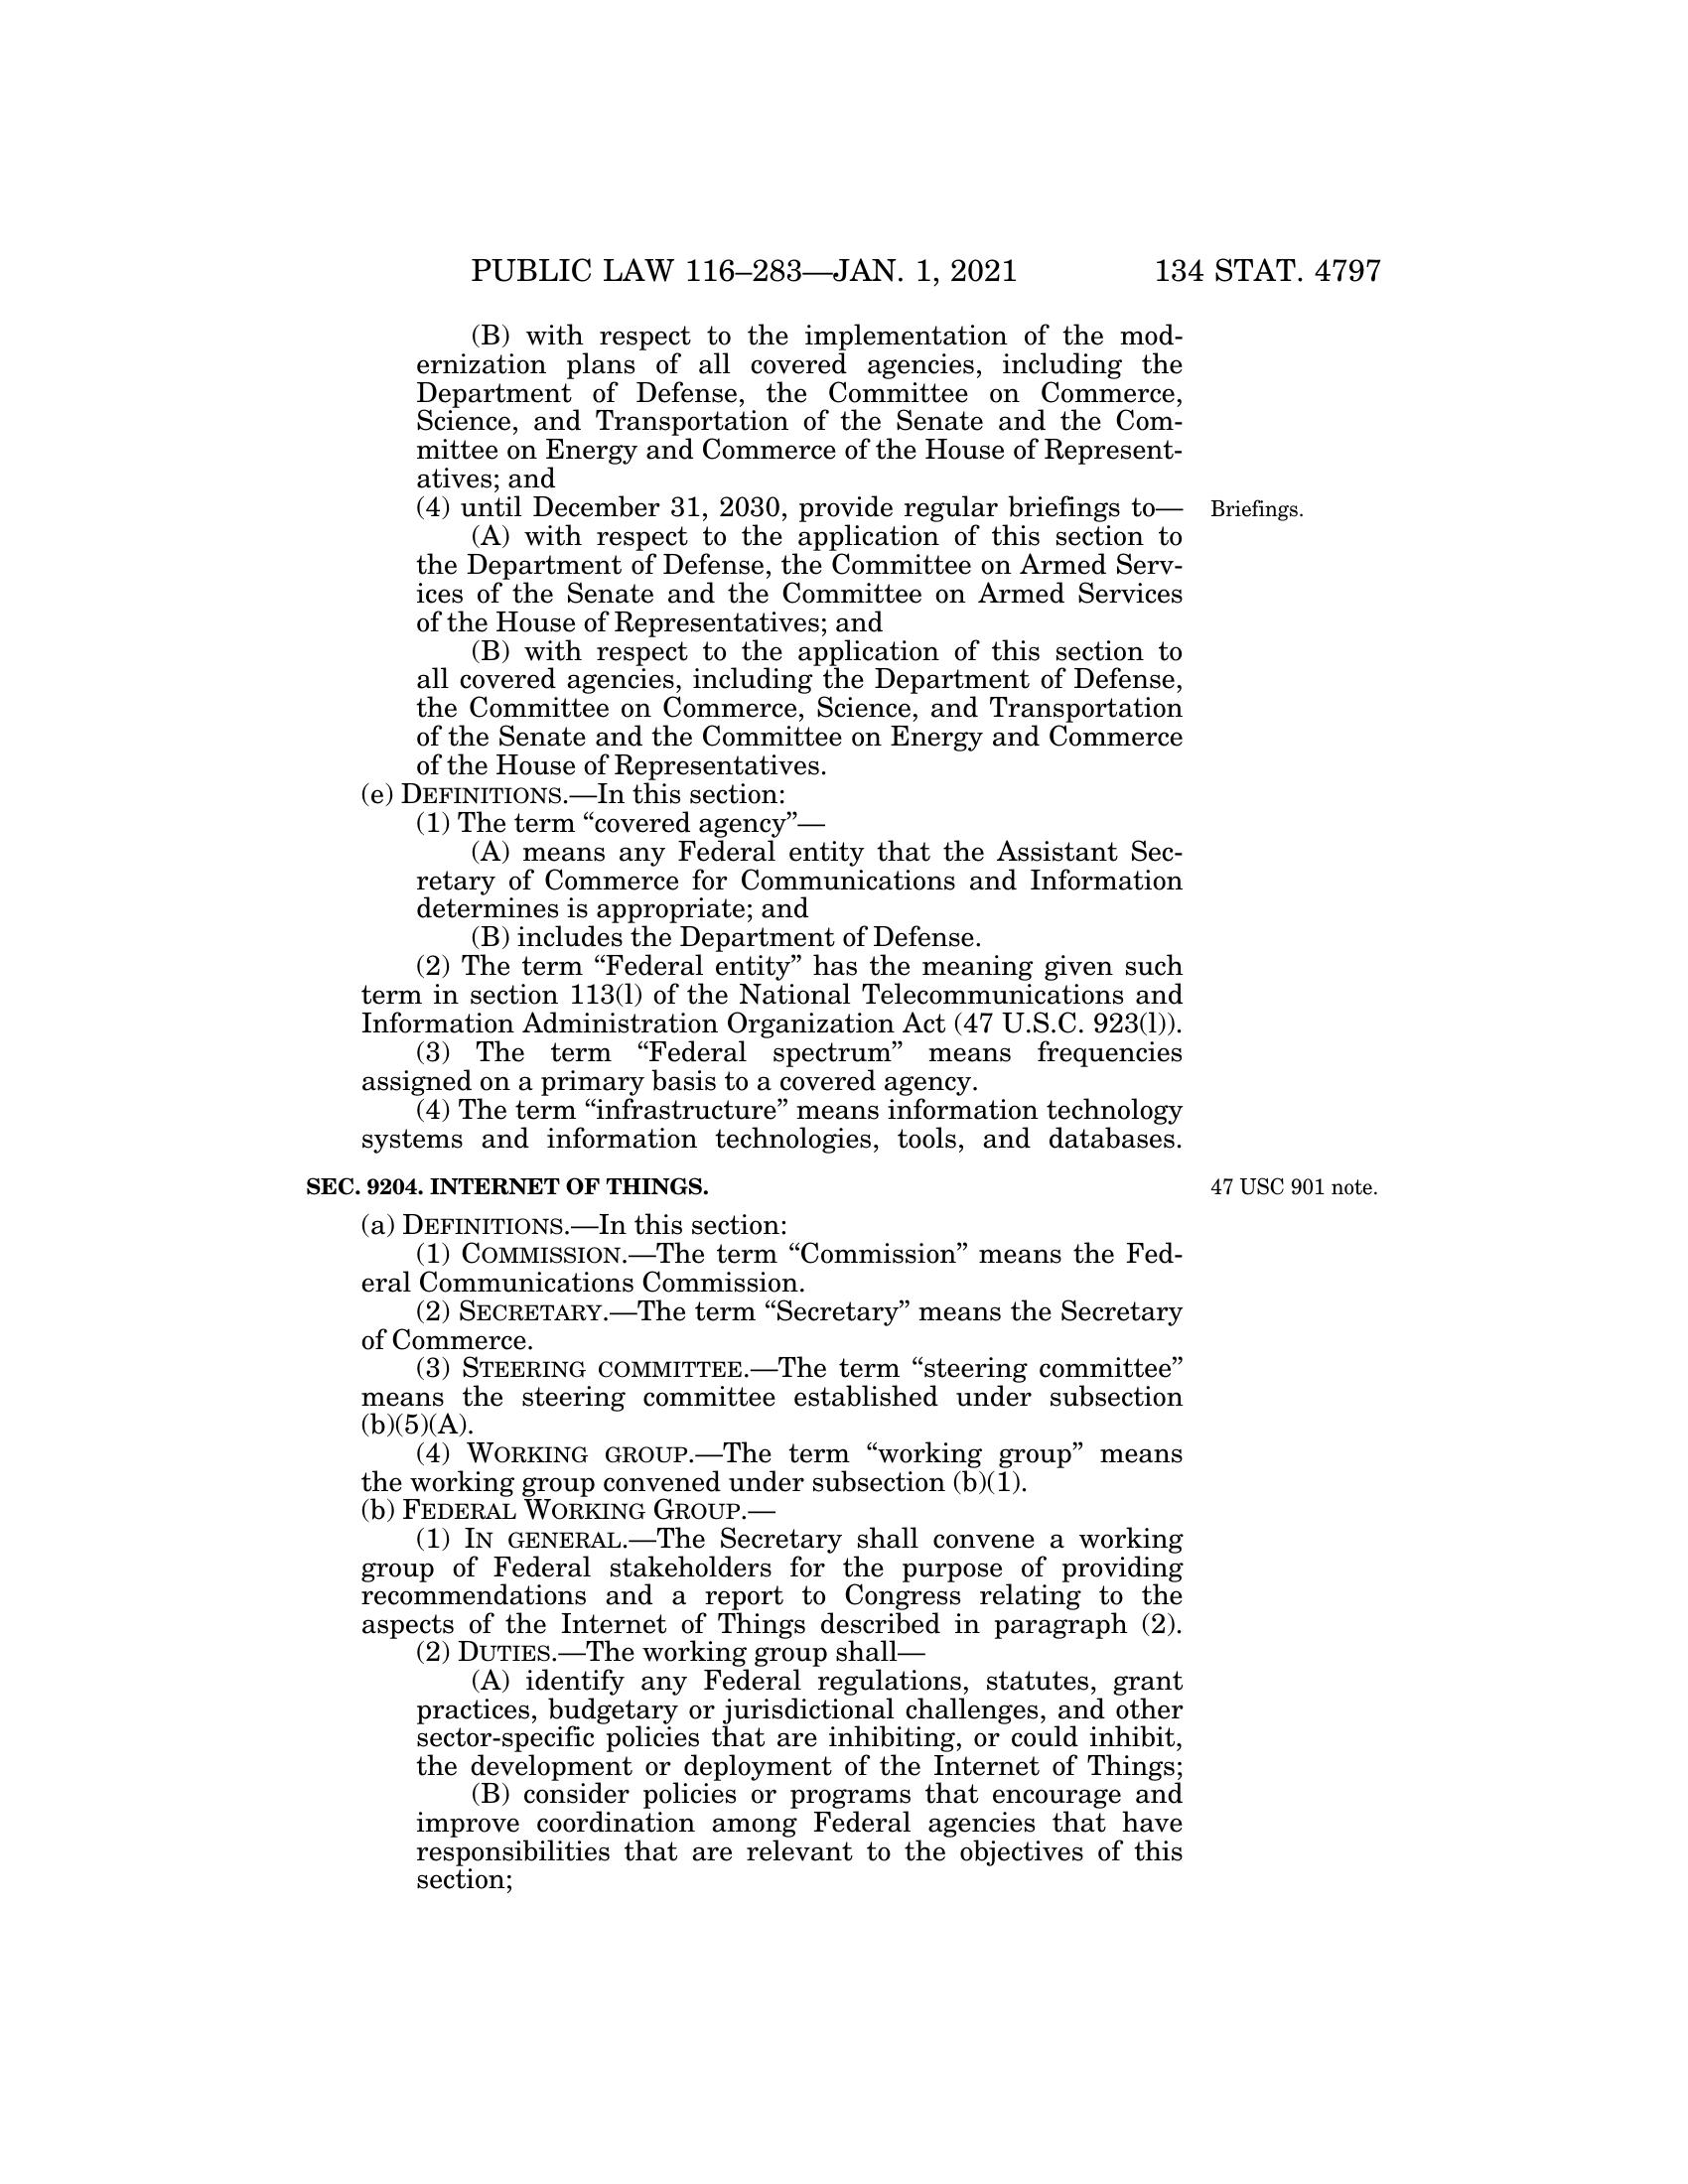 PUBLIC LAW 116–283—JAN. 1, 2021 134 STAT. 4797
(B) with respect to the implementation of the mod-
ernization plans of all covered agencies, including the
Department of Defense, the Committee on Commerce,
Science, and Transportation of the Senate and the Com-
mittee on Energy and Commerce of the House of Represent-
atives; and
(4) until December 31, 2030, provide regular briefings to— Briefings.
(A) with respect to the application of this section to
the Department of Defense, the Committee on Armed Serv-
ices of the Senate and the Committee on Armed Services
of the House of Representatives; and
(B) with respect to the application of this section to
all covered agencies, including the Department of Defense,
the Committee on Commerce, Science, and Transportation
of the Senate and the Committee on Energy and Commerce
of the House of Representatives.
(e) DEFINITIONS.—In this section:
(1) The term “covered agency”—
(A) means any Federal entity that the Assistant Sec-
retary of Commerce for Communications and Information
determines is appropriate; and
(B) includes the Department of Defense.
(2) The term “Federal entity” has the meaning given such
term in section 113(l) of the National Telecommunications and
Information Administration Organization Act (47 U.S.C. 923(l)).
(3) The term “Federal spectrum” means frequencies
assigned on a primary basis to a covered agency.
(4) The term “infrastructure” means information technology
systems and information technologies, tools, and databases.
SEC. 9204. INTERNET OF THINGS. 47 USC 901 note.
(a) DEFINITIONS.—In this section:
(1) COMMISSION.—The term “Commission” means the Fed-
eral Communications Commission.
(2) SECRETARY.—The term “Secretary” means the Secretary
of Commerce.
(3) STEERING COMMITTEE.—The term “steering committee”
means the steering committee established under subsection
(b)(5)(A).
(4) WORKING GROUP.—The term “working group” means
the working group convened under subsection (b)(1).
(b) FEDERAL WORKING GROUP.—
(1) IN GENERAL.—The Secretary shall convene a working
group of Federal stakeholders for the purpose of providing
recommendations and a report to Congress relating to the
aspects of the Internet of Things described in paragraph (2).
(2) DUTIES.—The working group shall—
(A) identify any Federal regulations, statutes, grant
practices, budgetary or jurisdictional challenges, and other
sector-specific policies that are inhibiting, or could inhibit,
the development or deployment of the Internet of Things;
(B) consider policies or programs that encourage and
improve coordination among Federal agencies that have
responsibilities that are relevant to the objectives of this
section;